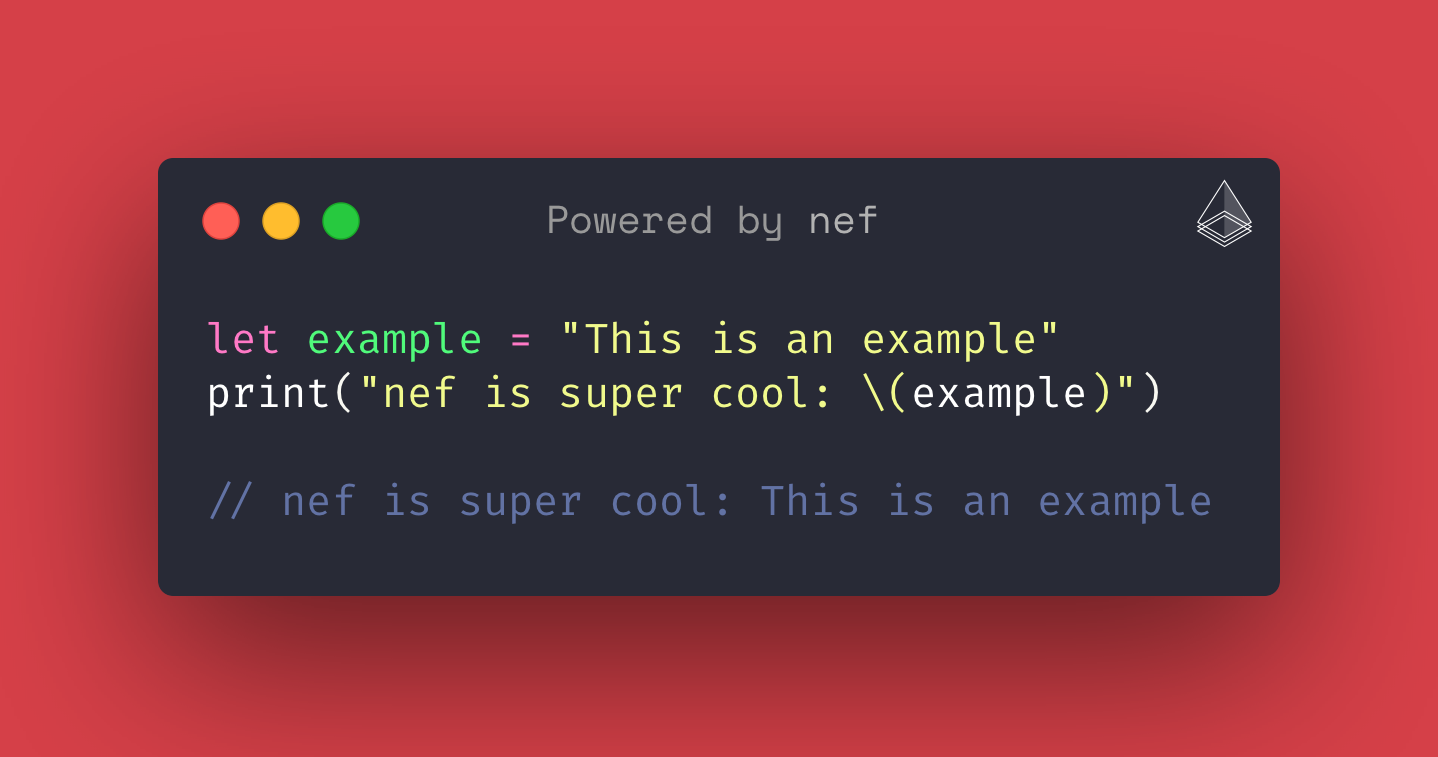 Powered by nef
let example = "This is an example"
print("nef is super cool: \(example)")
// nef is super cool: This is an example